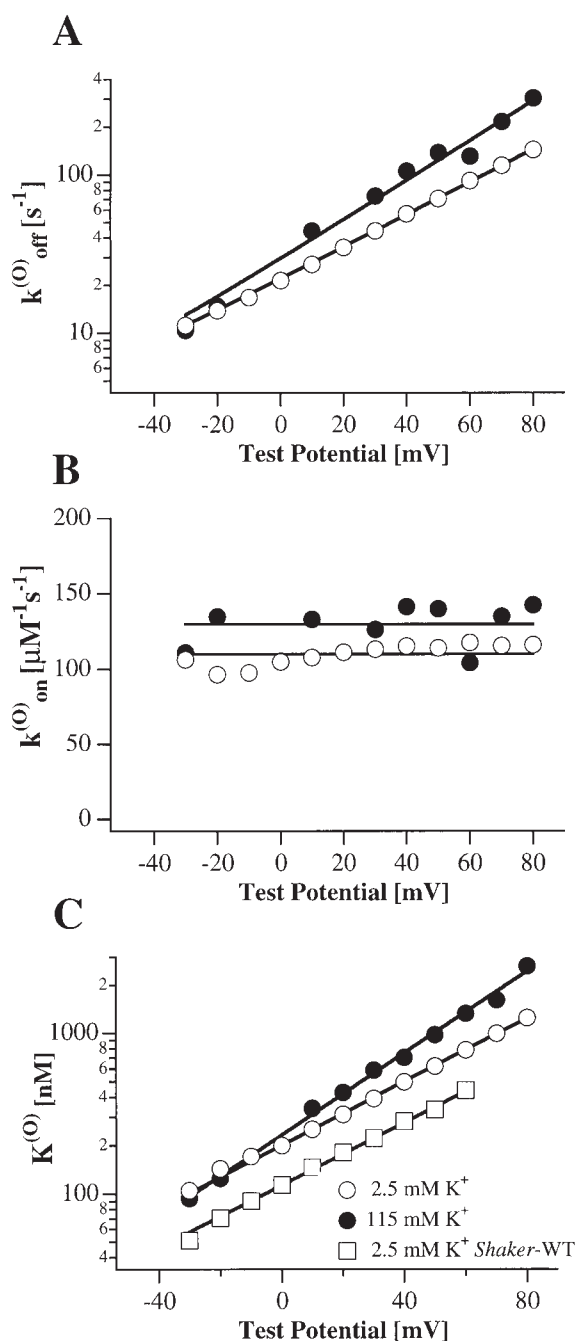 A
4
2
100
8
6
4
2
10
8
6
k(O)off [s-1]
-40 -20 0 20 40 60 80
Test Potential [mV]
B
200
150
100
50
0
k(O)on [µM-1s-1]
-40 -20 0 20 40 60 80
Test Potential [mV]
C
2
1000
8
6
4
2
100
8
6
4
K(O) [nM]
2.5 mM K+
115 mM K+
2.5 mM K+ Shaker-WT
-40 0 40 80
Test Potential [mV]